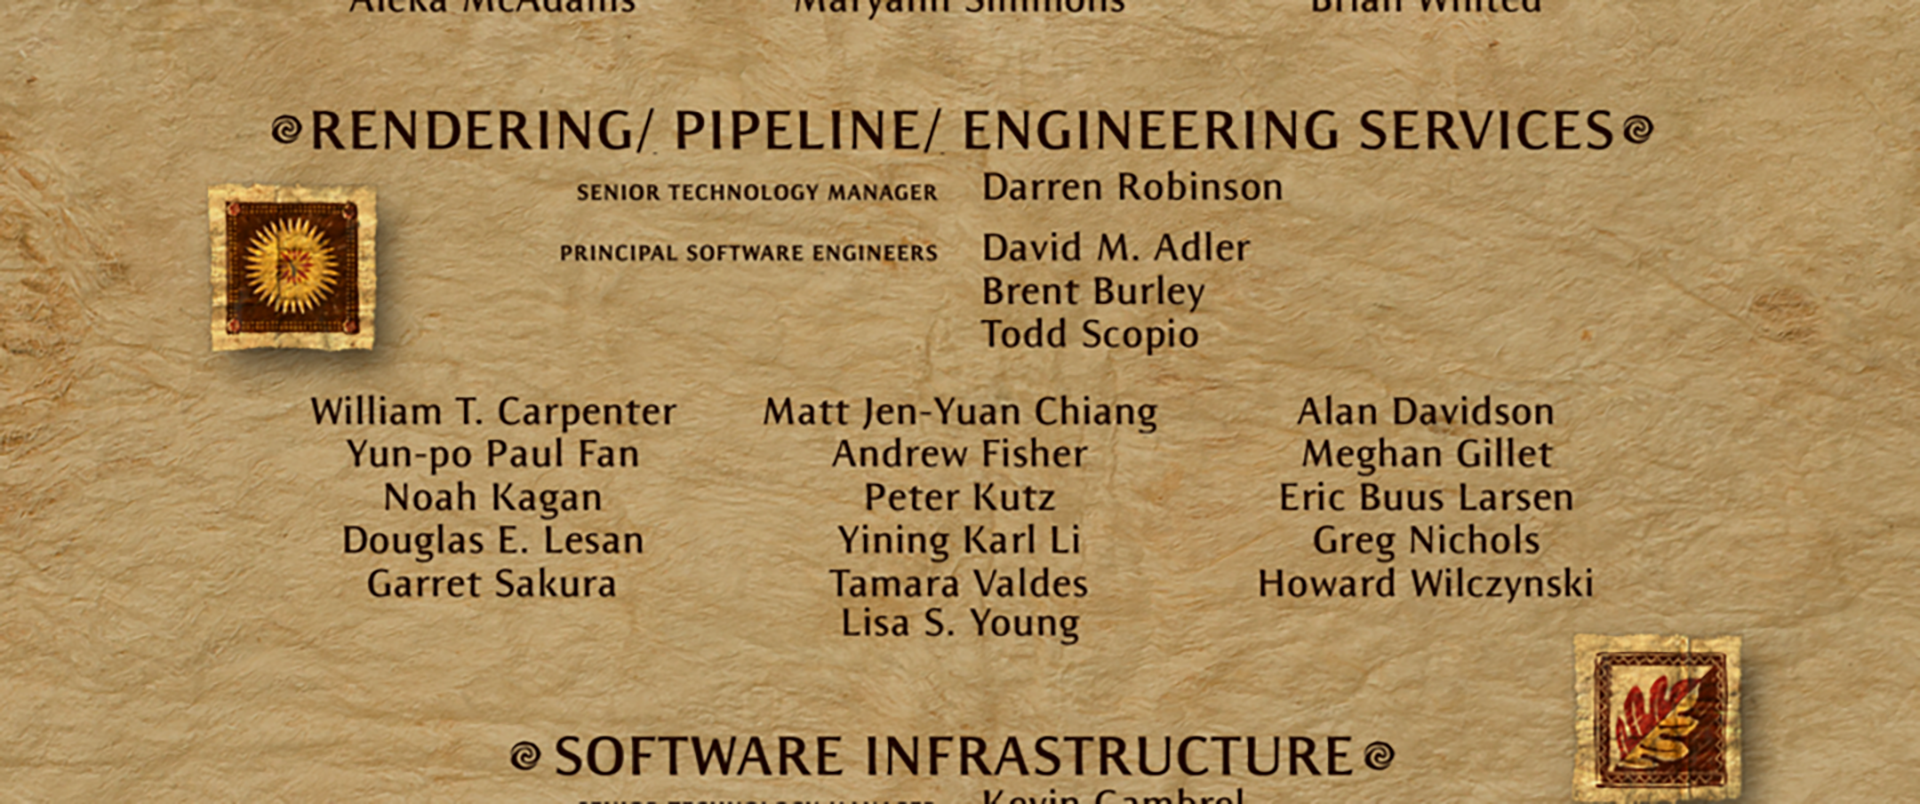 Aleka McAdams Maryann Simmons Brian Whited
RENDERING/ PIPELINE/ ENGINEERING SERVICES
SENIOR TECHNOLOGY MANAGER Darren Robinson
PRINCIPAL SOFTWARE ENGINEERS David M. Adler
Brent Burley
Todd Scopio
William T. Carpenter Matt Jen-Yuan Chiang Alan Davidson
Yun-po Paul Fan Andrew Fisher Meghan Gillet
Noah Kagan Peter Kutz Eric Buus Larsen
Douglas E. Lesan Yining Karl Li Greg Nichols
Garret Sakura Tamara Valdes Howard Wilczynski
Lisa S. Young
SOFTWARE INFRASTRUCTURE
SENIOR TECHNOLOGY MANAGER Kevin Gambrel